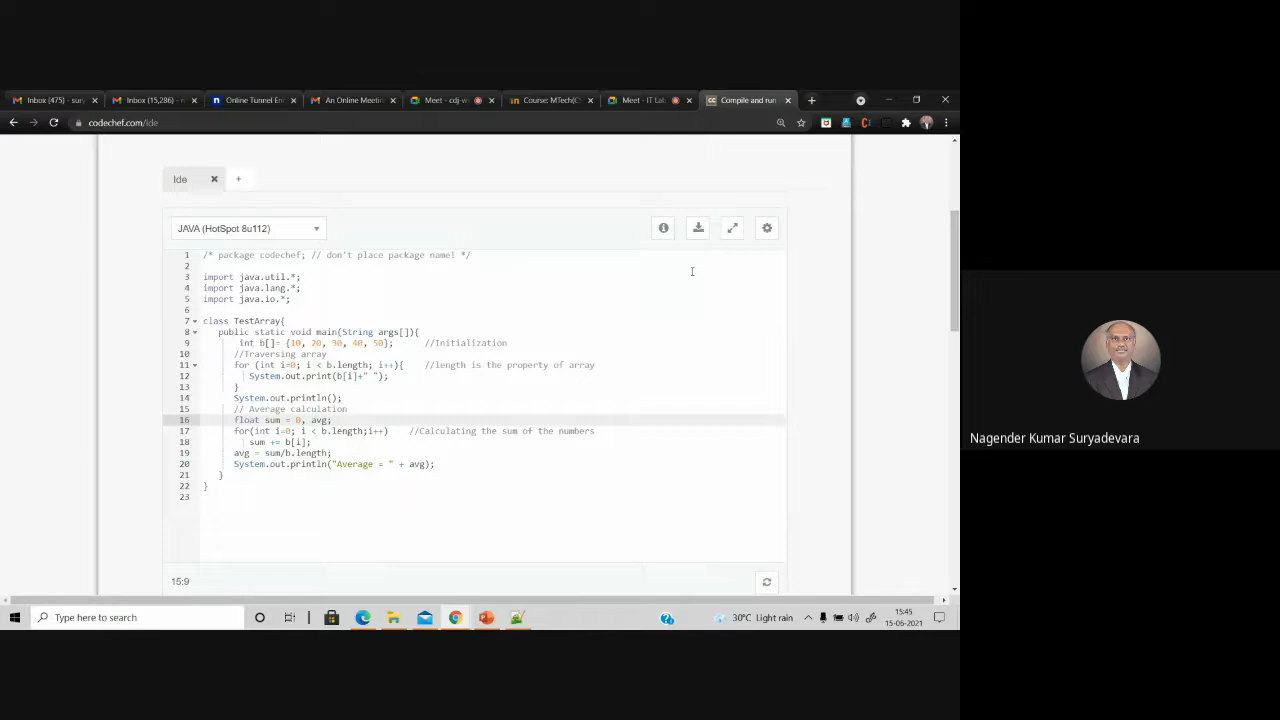 Inbox (475) - sury
Inbox (15,286) -
Online Tunnel En
An Online Meetin
Meet - cdj-w
Course: MTech(CS
Meet - IT Lab
Compile and run
codechef.com/ide
Ide
JAVA (HotSpot 8u112)
1 /* package codechef; // don't place package name! */
2
3 import java.util.*;
4 import java.lang.*;
5 import java.io.*;
6
7 class TestArray{
8 public static void main(String args[]){
9 int b[]= {10, 20, 30, 40, 50}; //Initialization
10 //Traversing array
11 for (int i=0; i < b.length; i++){ //length is the property of array
12 System.out.print(b[i]+" ");
13 }
14 System.out.println();
15 // Average calculation
16 float sum = 0, avg;
17 for(int i=0; i < b.length;i++) //Calculating the sum of the numbers
18 sum += b[i];
19 avg = sum/b.length;
20 System.out.println("Average = " + avg);
21 }
22 }
23
15:9
Type here to search
30°C Light rain
15:45
15-06-2021
Nagender Kumar Suryadevara